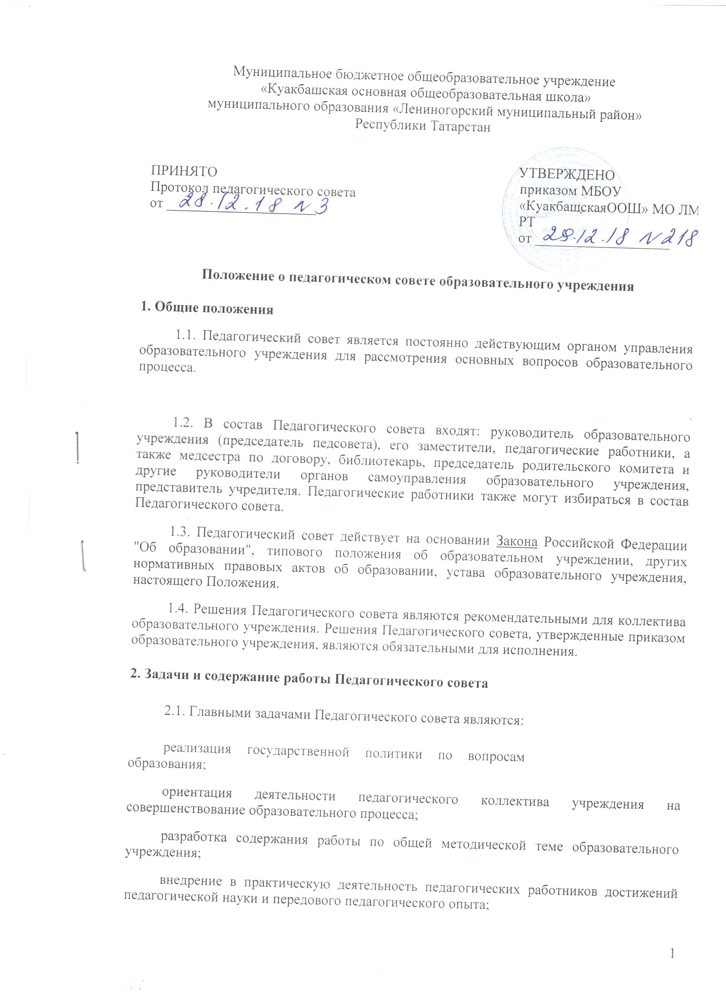 Муниципальное бюджетное общеобразовательное учреждение
«Куакбашская основная общеобразовательная школа»
муниципального образования «Лениногорский муниципальный район»
Республики Татарстан
ПРИНЯТО
Протокол педагогического совета
от 28.12.18 №3
УТВЕРЖДЕНО
приказом МБОУ
«КуакбашскаяООШ» МО ЛМ
РТ
от 29.12.18 №218
Положение о педагогическом совете образовательного учреждения
1. Общие положения
1.1. Педагогический совет является постоянно действующим органом управления
образовательного учреждения для рассмотрения основных вопросов образовательного
процесса.
1.2. В состав Педагогического совета входят: руководитель образовательного
учреждения (председатель педсовета), его заместители, педагогические работники, а
также медсестра по договору, библиотекарь, председатель родительского комитета и
другие руководители органов самоуправления образовательного учреждения,
представитель учредителя. Педагогические работники также могут избираться в состав
Педагогического совета.
1.3. Педагогический совет действует на основании Закона Российской Федерации
"Об образовании", типового положения об образовательном учреждении, других
нормативных правовых актов об образовании, устава образовательного учреждения,
настоящего Положения.
1.4. Решения Педагогического совета являются рекомендательными для коллектива
образовательного учреждения. Решения Педагогического совета, утвержденные приказом
образовательного учреждения, являются обязательными для исполнения.
2. Задачи и содержание работы Педагогического совета
2.1. Главными задачами Педагогического совета являются:
реализация государственной политики по вопросам
образования;
ориентация деятельности педагогического коллектива учреждения на
совершенствование образовательного процесса;
разработка содержания работы по общей методической теме образовательного
учреждения;
внедрение в практическую деятельность педагогических работников достижений
педагогической науки и передового педагогического опыта;
1